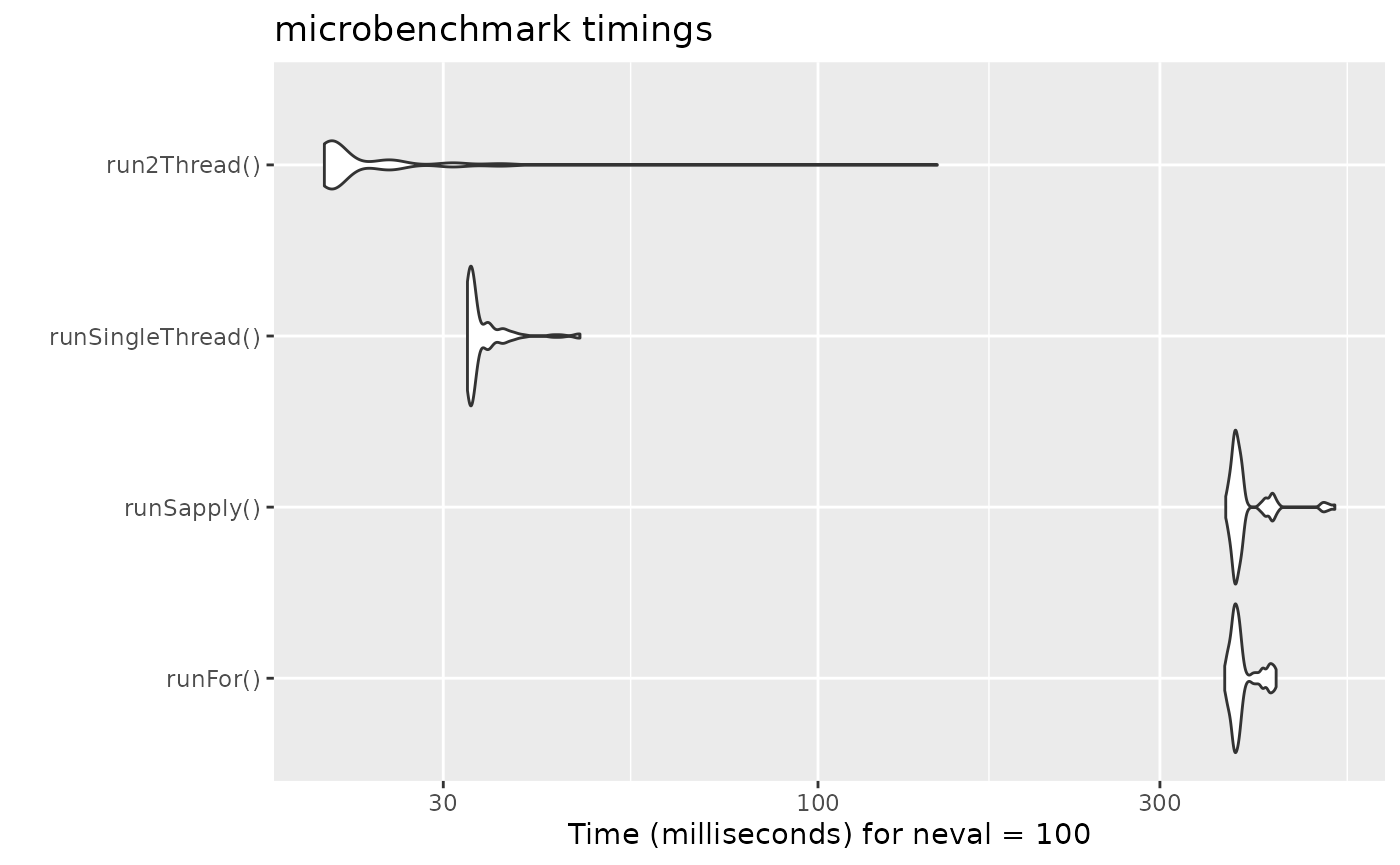 microbenchmark timings
run2Thread()
runSingleThread()
runSapply()
runFor()
30
100
300
Time (milliseconds) for neval = 100